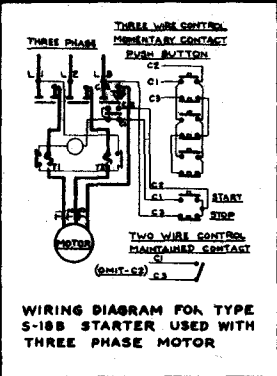 THREE WIRE CONTROL
MOMENTARY CONTACT
PUSH BUTTON
THREE PHASE
C2
L1 L2 L3
C1
C3
T1
C2
C1
START
C3
STOP
MOTOR
TWO WIRE CONTROL
MAINTAINED CONTACT
C1
(OMIT-C2)
C3
WIRING DIAGRAM FOR TYPE
S-18B STARTER USED WITH
THREE PHASE MOTOR